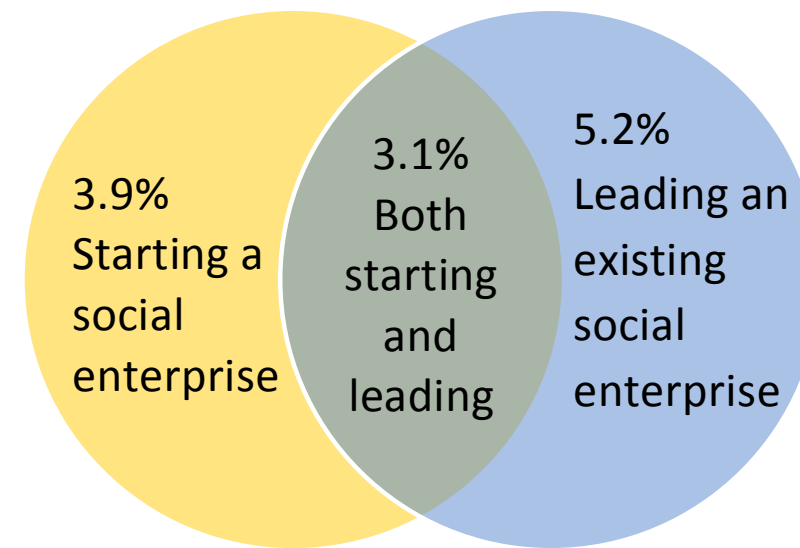 3.9%
Starting a
social
enterprise
3.1%
Both
starting
and
leading
5.2%
Leading an
existing
social
enterprise